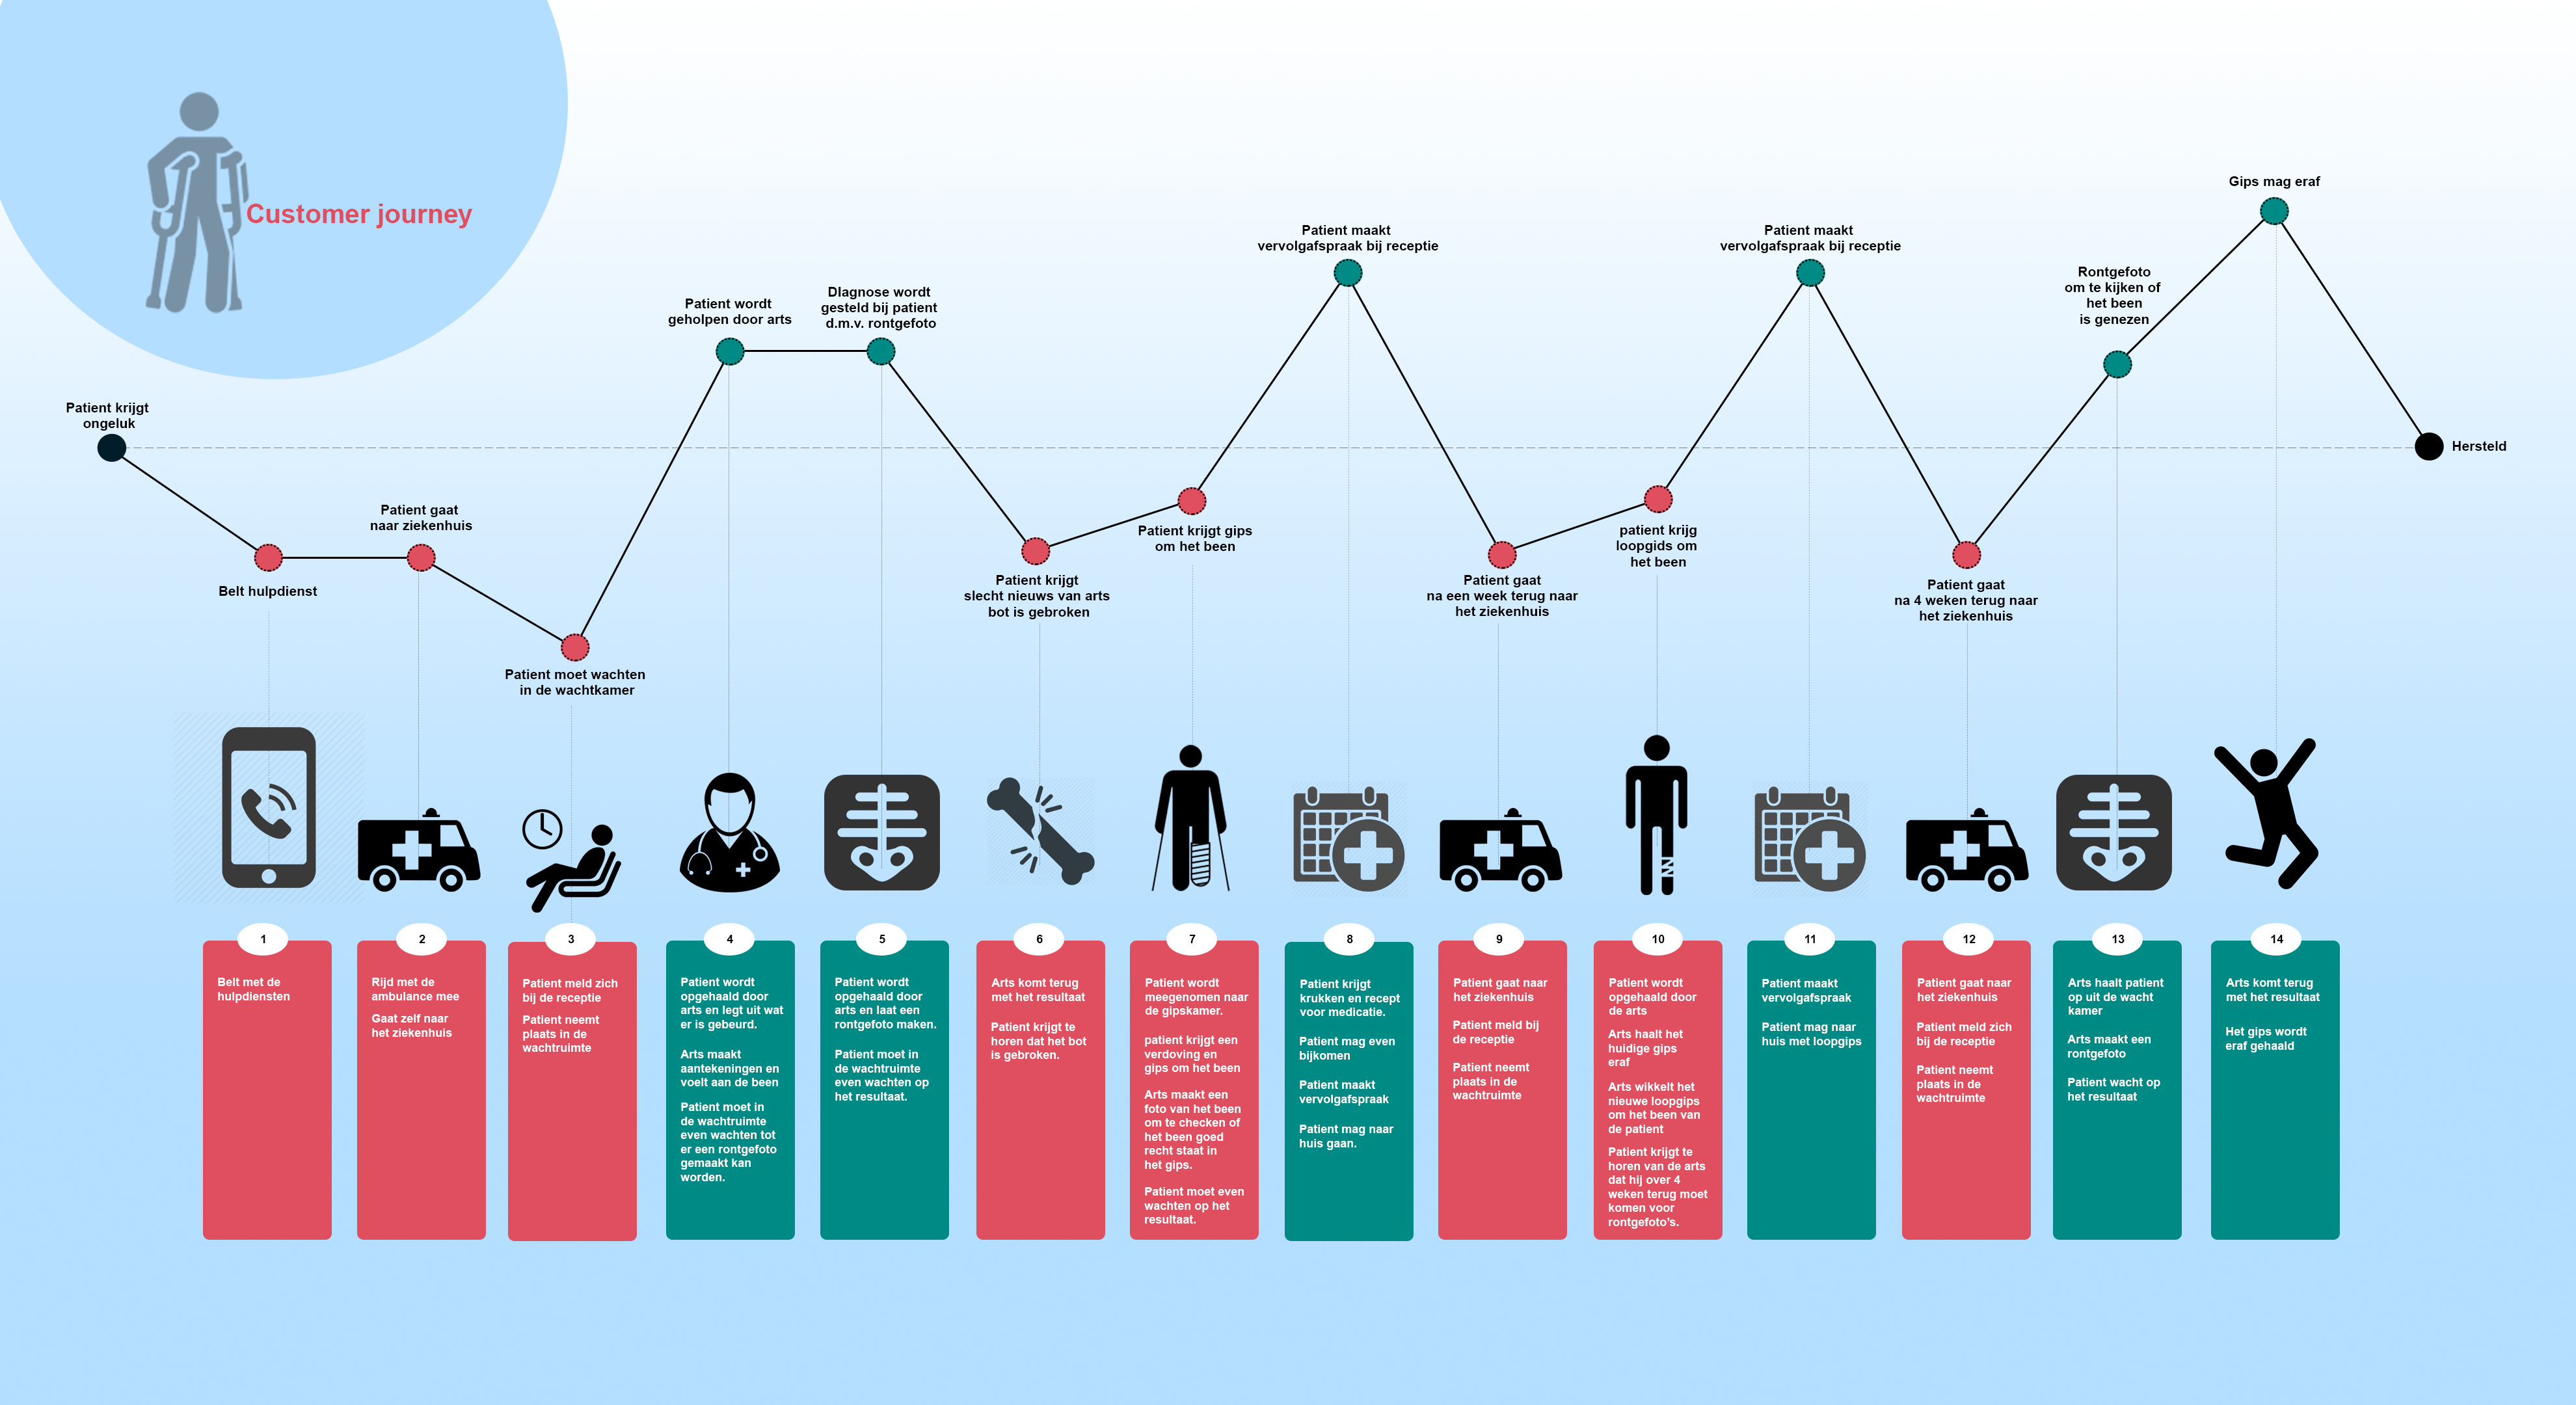 Customer journey
Patient krijgt
ongeluk
Belt hulpdienst
Patient gaat
naar ziekenhuis
Patient moet wachten
in de wachtkamer
Patient wordt
geholpen door arts
DIagnose wordt
gesteld bij patient
d.m.v. rontgefoto
Patient krijgt
slecht nieuws van arts
bot is gebroken
Patient krijgt gips
om het been
Patient maakt
vervolgafspraak bij receptie
Patient gaat
na een week terug naar
het ziekenhuis
patient krijg
loopgids om
het been
Patient maakt
vervolgafspraak bij receptie
Patient gaat
na 4 weken terug naar
het ziekenhuis
Rontgefoto
om te kijken of
het been
is genezen
Gips mag eraf
Hersteld
1
Belt met de
hulpdiensten
2
Rijd met de
ambulance mee
Gaat zelf naar
het ziekenhuis
3
Patient meld zich
bij de receptie
Patient neemt
plaats in de
wachtruimte
4
Patient wordt
opgehaald door
arts en legt uit wat
er is gebeurd.
Arts maakt
aantekeningen en
voelt aan de been
Patient moet in
de wachtruimte
even wachten tot
er een rontgefoto
gemaakt kan
worden.
5
Patient wordt
opgehaald door
arts en laat een
rontgefoto maken.
Patient moet in
de wachtruimte
even wachten op
het resultaat.
6
Arts komt terug
met het resultaat
Patient krijgt te
horen dat het bot
is gebroken.
7
Patient wordt
meegenomen naar
de gipskamer.
patient krijgt een
verdoving en
gips om het been
Arts maakt een
foto van het been
om te checken of
het been goed
recht staat in
het gips.
Patient moet even
wachten op het
resultaat.
8
Patient krijgt
krukken en recept
voor medicatie.
Patient mag even
bijkomen
Patient maakt
vervolgafspraak
Patient mag naar
huis gaan.
9
Patient gaat naar
het ziekenhuis
Patient meld bij
de receptie
Patient neemt
plaats in de
wachtruimte
10
Patient wordt
opgehaald door
de arts
Arts haalt het
huidige gips
eraf
Arts wikkelt het
nieuwe loopgips
om het been van
de patient
Patient krijgt te
horen van de arts
dat hij over 4
weken terug moet
komen voor
rontgefoto's.
11
Patient maakt
vervolgafspraak
Patient mag naar
huis met loopgips
12
Patient gaat naar
het ziekenhuis
Patient meld zich
bij de receptie
Patient neemt
plaats in de
wachtruimte
13
Arts haalt patient
op uit de wacht
kamer
Arts maakt een
rontgefoto
Patient wacht op
het resultaat
14
Arts komt terug
met het resultaat
Het gips wordt
eraf gehaald